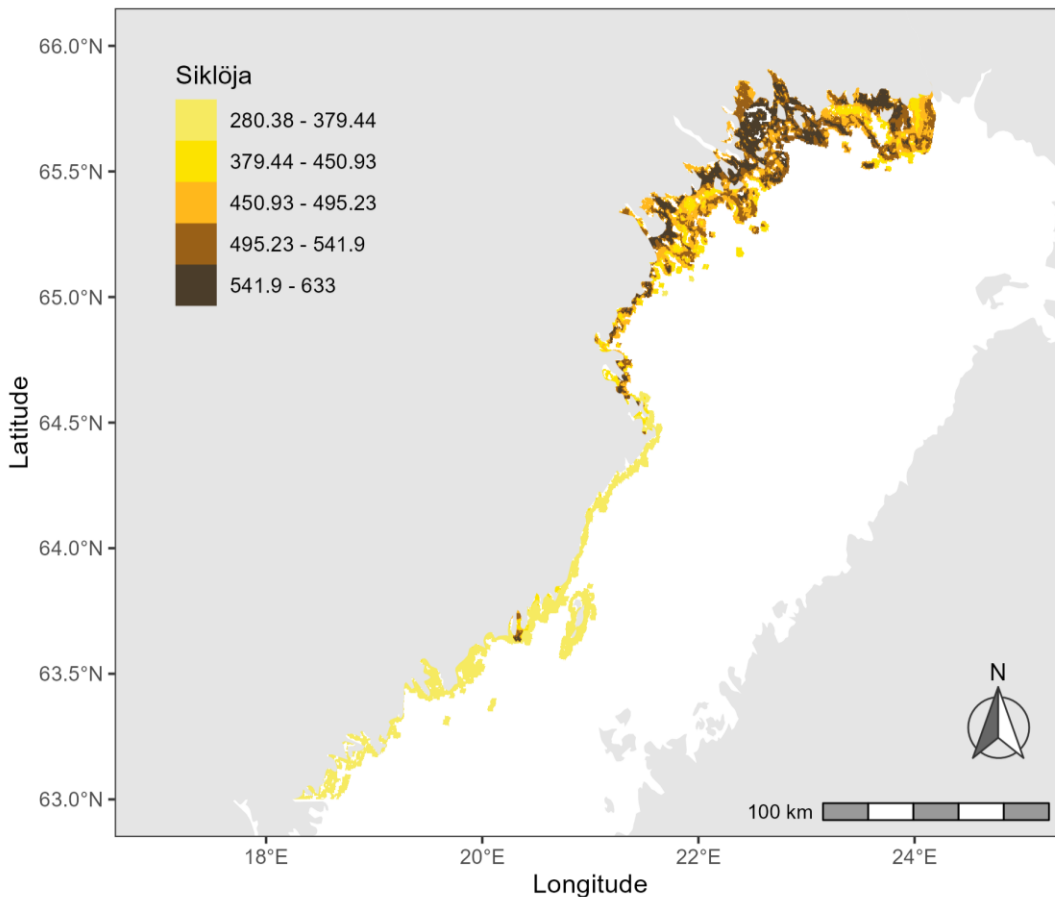 66.0°N
65.5°N
65.0°N
64.5°N
64.0°N
63.5°N
63.0°N
Latitude
Siklöja
280.38 - 379.44
379.44 - 450.93
450.93 - 495.23
495.23 - 541.9
541.9 - 633
N
100 km
18°E
20°E
22°E
24°E
Longitude